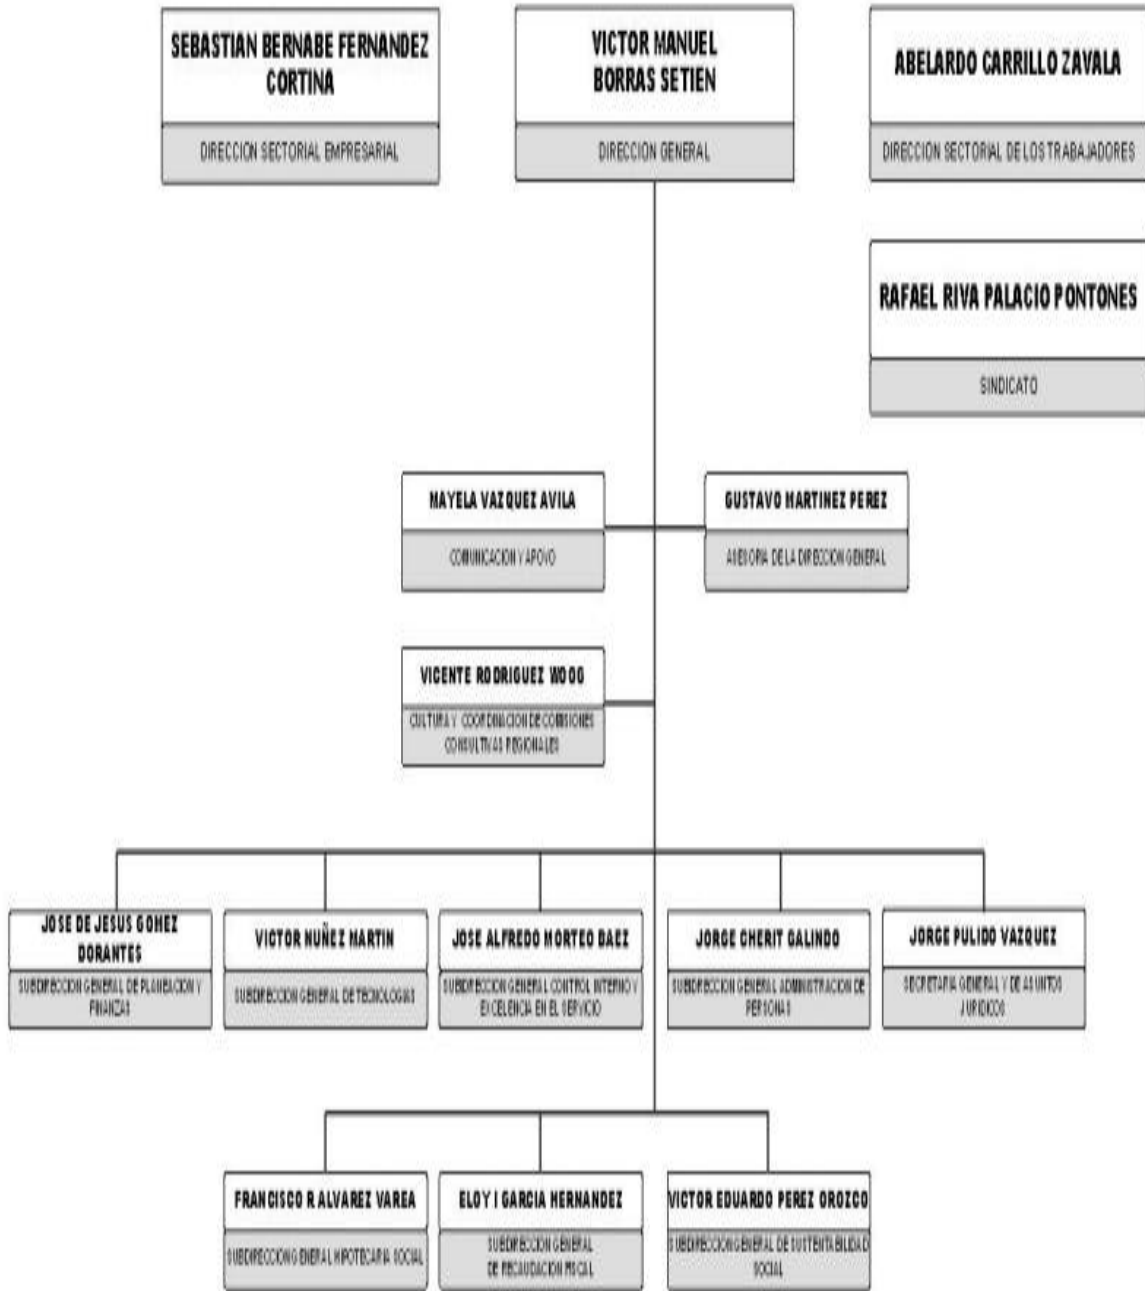 SEBASTIAN BERNABE FERNANDEZ
CORTINA
DIRECCION SECTORIAL EMPRESARIAL
VICTOR MANUEL
BORRAS SETIEN
DIRECCION GENERAL
ABELARDO CARRILLO ZAVALA
DIRECCION SECTORIAL DE LOS TRABAJADORES
RAFAEL RIVA PALACIO PONTONES
SINDICATO
MAYELA VAZQUEZ AVILA
COMUNICACION Y APOYO
GUSTAVO MARTINEZ PEREZ
ASESORIA DE LA DIRECCION GENERAL
VICENTE RODRIGUEZ WOOG
CULTURA Y COORDINACION DE COMISIONES
CONSULTIVAS REGIONALES
JOSE DE JESUS GOMEZ
DORANTES
SUBDIRECCION GENERAL DE PLANEACION Y
FINANZAS
VICTOR NUÑEZ MARTIN
SUBDIRECCION GENERAL DE TECNOLOGIAS
JOSE ALFREDO MORTEO BAEZ
SUBDIRECCION GENERAL CONTROL INTERNO Y
EXCELENCIA EN EL SERVICIO
JORGE CHERIT GALINDO
SUBDIRECCION GENERAL ADMINISTRACION DE
PERSONAS
JORGE PULIDO VAZQUEZ
SECRETARIA GENERAL Y DE ASUNTOS
JURIDICOS
FRANCISCO R ALVAREZ VAREA
SUBDIRECCION GENERAL HIPOTECARIA SOCIAL
ELOY I GARCIA HERNANDEZ
SUBDIRECCION GENERAL
DE RECAUDACION FISCAL
VICTOR EDUARDO PEREZ OROZCO
SUBDIRECCION GENERAL DE SUSTENTABILIDAD
SOCIAL